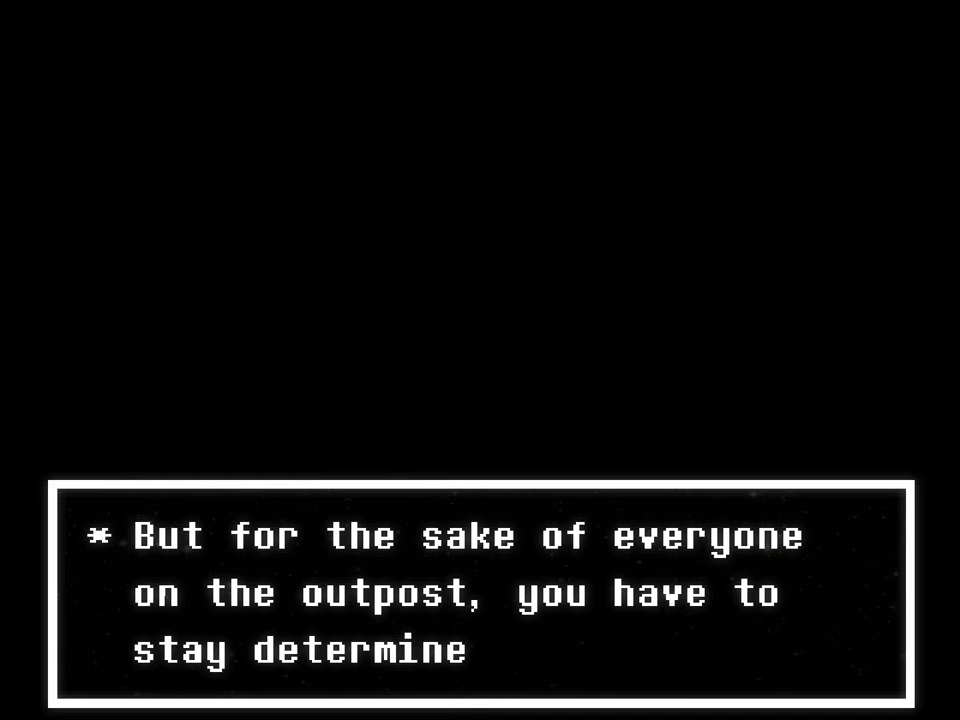 * But for the sake of everyone
on the outpost, you have to
stay determine